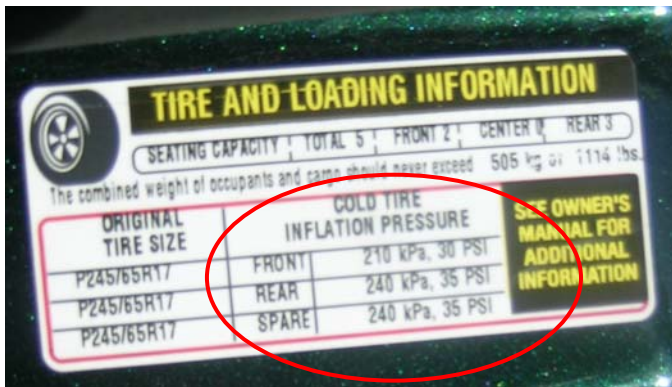 TIRE AND LOADING INFORMATION
SEATING CAPACITY TOTAL 5 FRONT 2 CENTER 0 REAR 3
The combined weight of occupants and cargo should never exceed 505 kg or 1114 lbs.
ORIGINAL TIRE SIZE
COLD TIRE INFLATION PRESSURE
P245/65R17 FRONT 210 kPa, 30 PSI
P245/65R17 REAR 240 kPa, 35 PSI
P245/65R17 SPARE 240 kPa, 35 PSI
SEE OWNER'S
MANUAL FOR
ADDITIONAL
INFORMATION